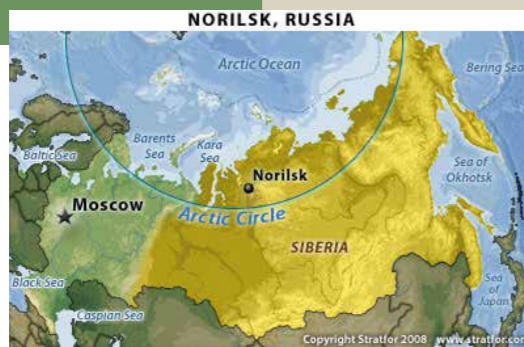 NORILSK, RUSSIA
Arctic Ocean
Bering Sea
Barents
Sea
Kara
Sea
Baltic Sea
Sea of
Okhotsk
Norilsk
Moscow
Arctic Circle
SIBERIA
Black Sea
Caspian Sea
Sea
of
Japan
Copyright Stratfor 2008 www.stratfor.com